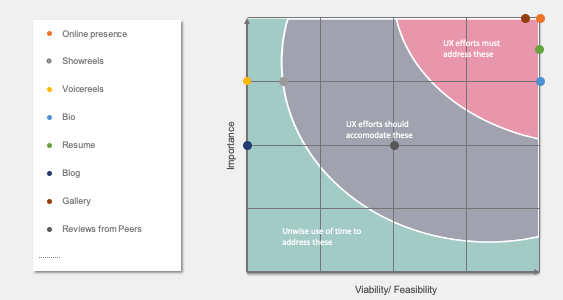 Online presence
Showreels
Voicereels
Bio
Resume
Blog
Gallery
Reviews from Peers
UX efforts must
address these
UX efforts should
accomodate these
Unwise use of time to
address these
Importance
Viability/ Feasibility